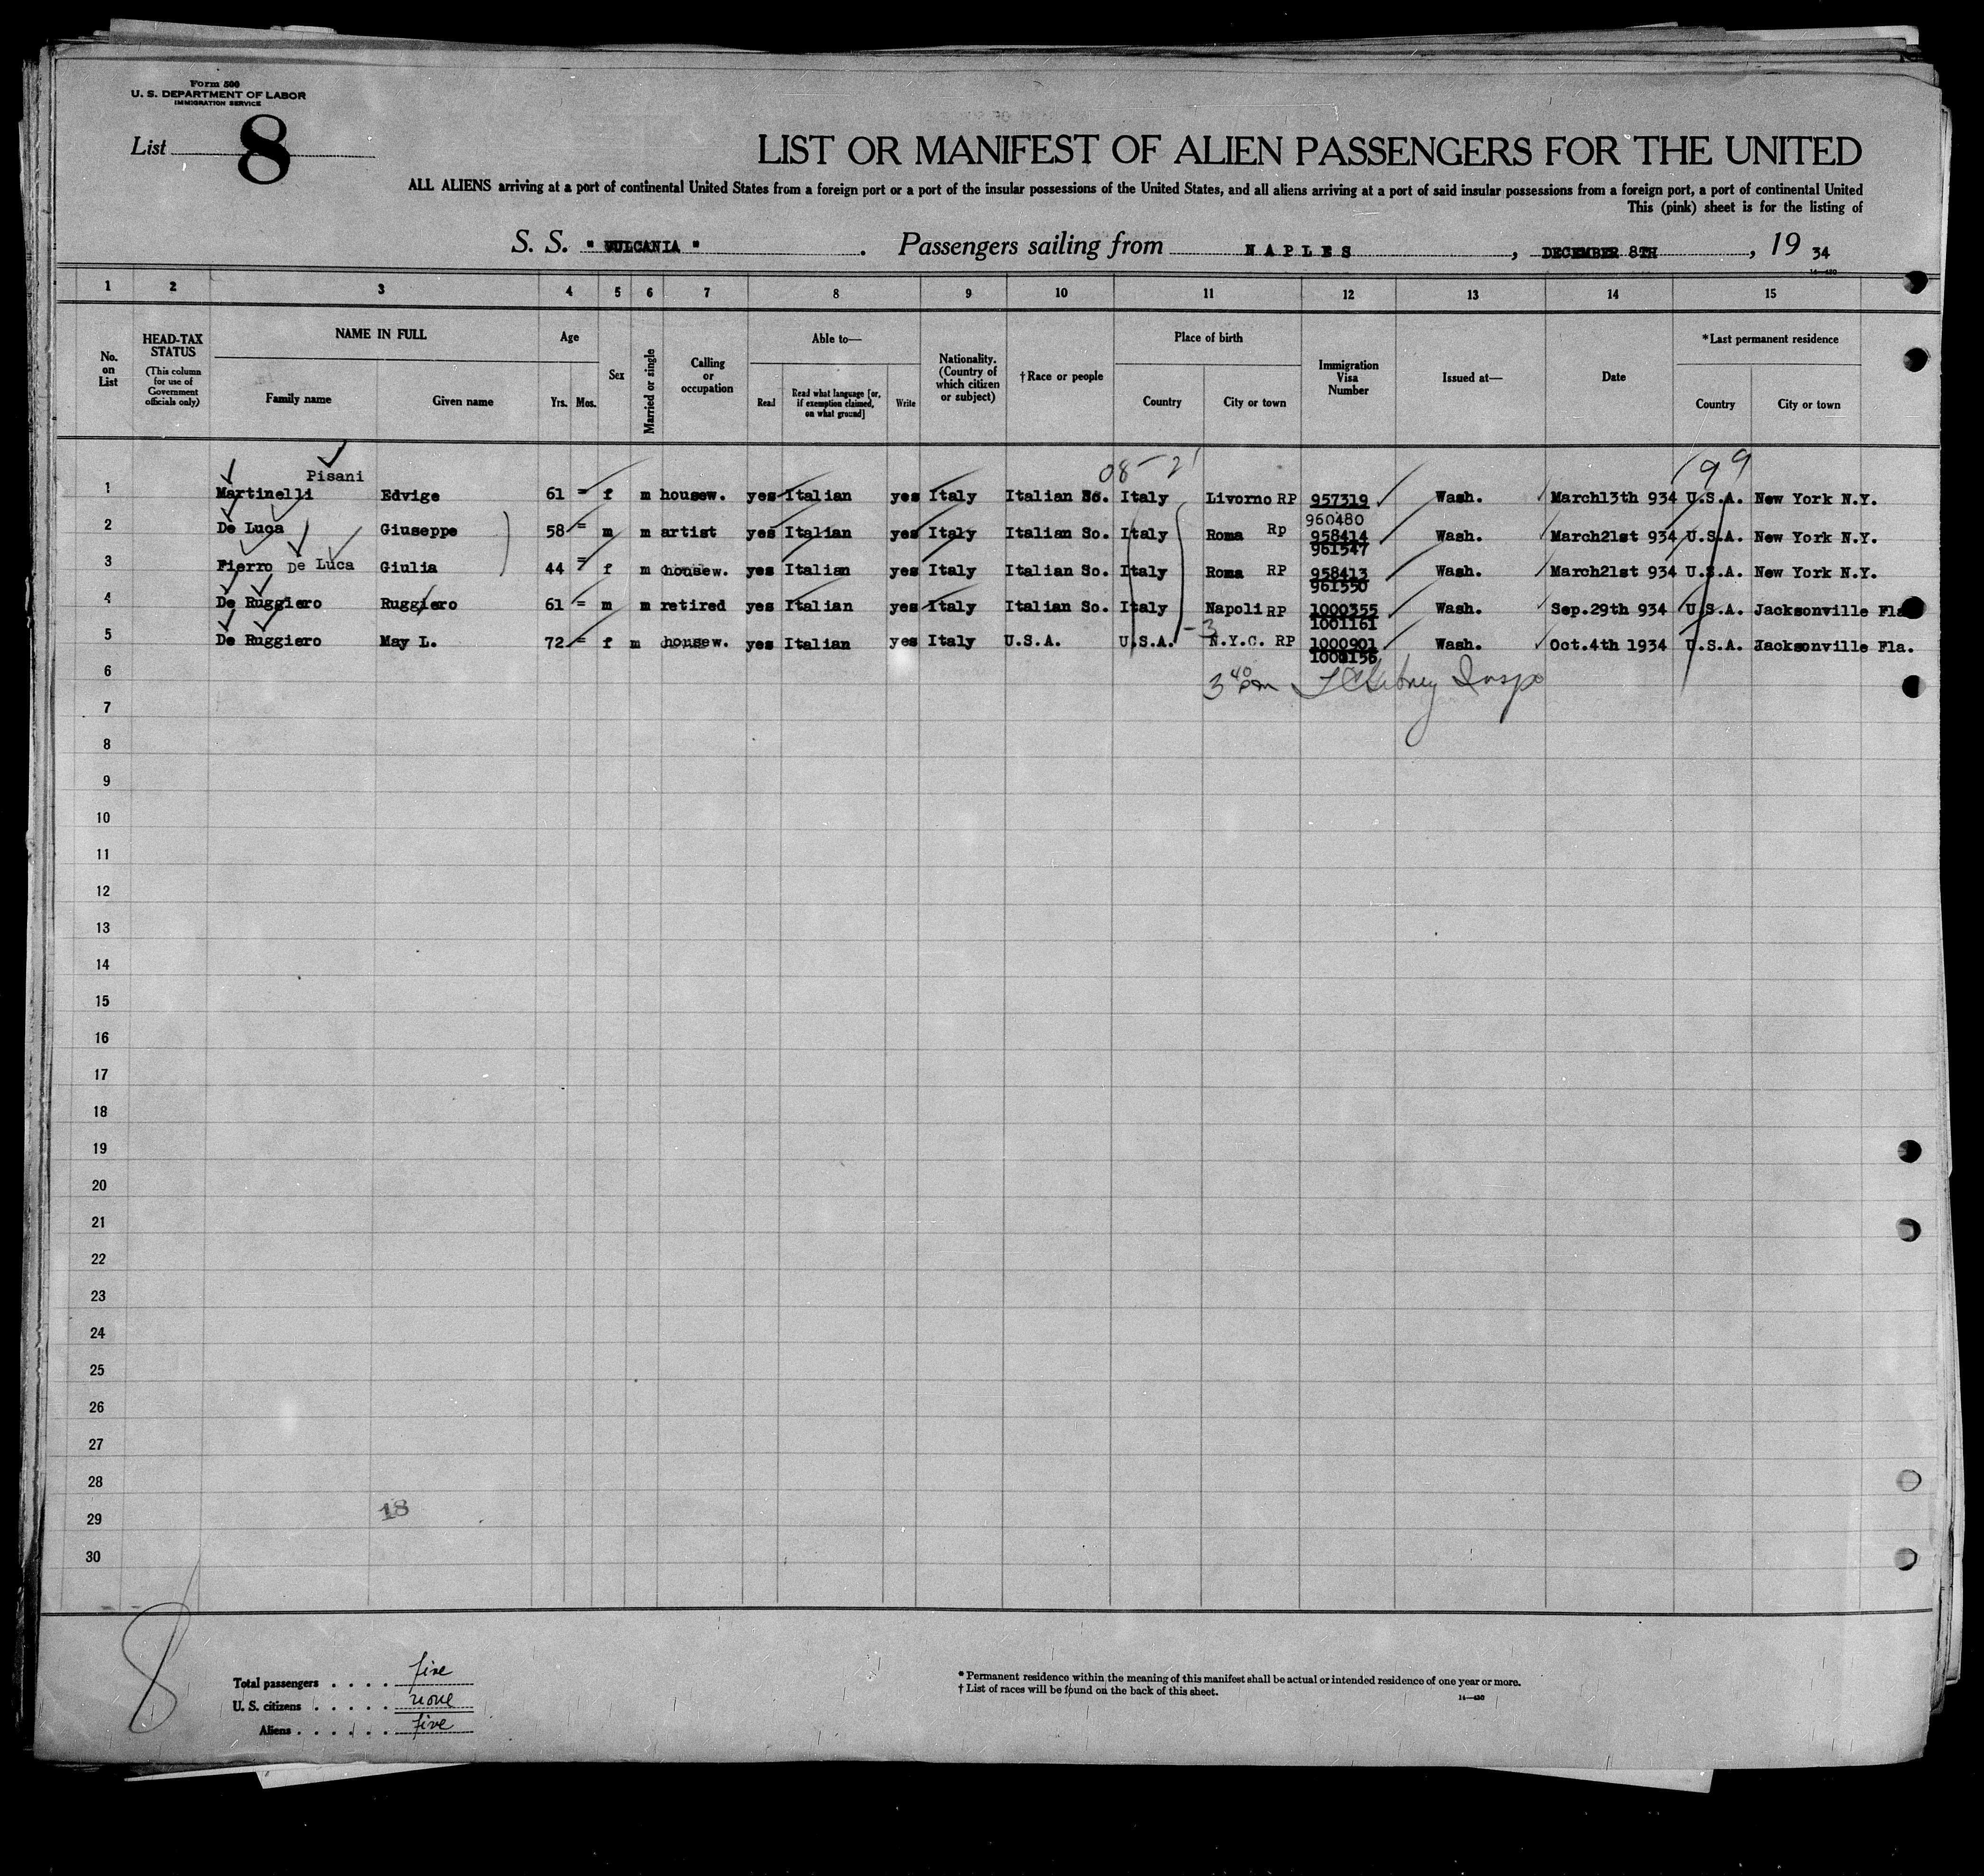 Form 500
U. S. DEPARTMENT OF LABOR
IMMIGRATION SERVICE
List 8
LIST OR MANIFEST OF ALIEN PASSENGERS FOR THE UNITED
ALL ALIENS arriving at a port of continental United States from a foreign port or a port of the insular possessions of the United States, and all aliens arriving at a port of said insular possessions from a foreign port, a port of continental United
This (pink) sheet is for the listing of
S. S. " VULCANIA ". Passengers sailing from NAPLES, DECEMBER 8TH, 19 34
14—430
1 2 3 4 5 6 7 8 9 10 11 12 13 14 15
No. on List
HEAD-TAX STATUS
(This column for use of Government officials only)
NAME IN FULL
Family name Given name
Age
Yrs. Mos.
Sex
Married or single
Calling or occupation
Able to—
Read Read what language [or, if exemption claimed, on what ground] Write
Nationality. (Country of which citizen or subject)
†Race or people
Place of birth
Country City or town
Immigration Visa Number
Issued at—
Date
*Last permanent residence
Country City or town
08-2 199
Pisani
1 Martinelli Edvige 61 = f m housew. yes Italian yes Italy Italian So. Italy Livorno RP 957319 Wash. March13th 934 U.S.A. New York N.Y.
960480
2 De Luca Giuseppe 58 = m m artist yes Italian yes Italy Italian So. Italy Roma Rp 958414 Wash. March21st 934 U.S.A. New York N.Y.
961547
3 Pierro De Luca Giulia 44 = f m housew. yes Italian yes Italy Italian So. Italy Roma RP 958413 Wash. March21st 934 U.S.A. New York N.Y.
961550
4 De Ruggiero Ruggiero 61 = m m retired yes Italian yes Italy Italian So. Italy Napoli RP 1000355 Wash. Sep.29th 934 U.S.A. Jacksonville Fla
1001161
-3
5 De Ruggiero May L. 72 f m housew. yes Italian yes Italy U.S.A. U.S.A. N.Y.C. RP 1000901 Wash. Oct.4th 1934 U.S.A. Jacksonville Fla.
1001156
3 40 pm Insp
6
7
8
9
10
11
12
13
14
15
16
17
18
19
20
21
22
23
24
25
26
27
28
29
18
30
8
Total passengers . . . . five
U. S. citizens . . . . . none
Aliens . . . . . . five
* Permanent residence within the meaning of this manifest shall be actual or intended residence of one year or more.
† List of races will be found on the back of this sheet.
14—430